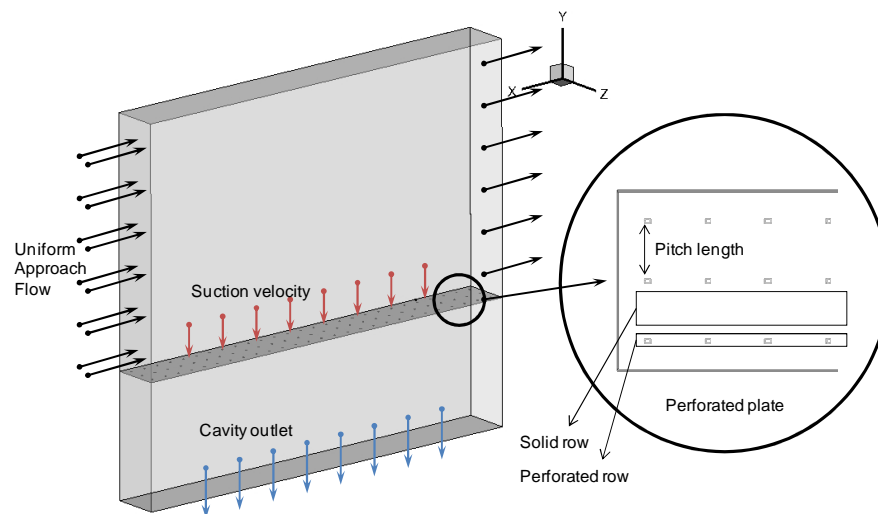 Y
X
Z
Uniform
Approach
Flow
Suction velocity
Pitch length
Cavity outlet
Perforated plate
Solid row
Perforated row